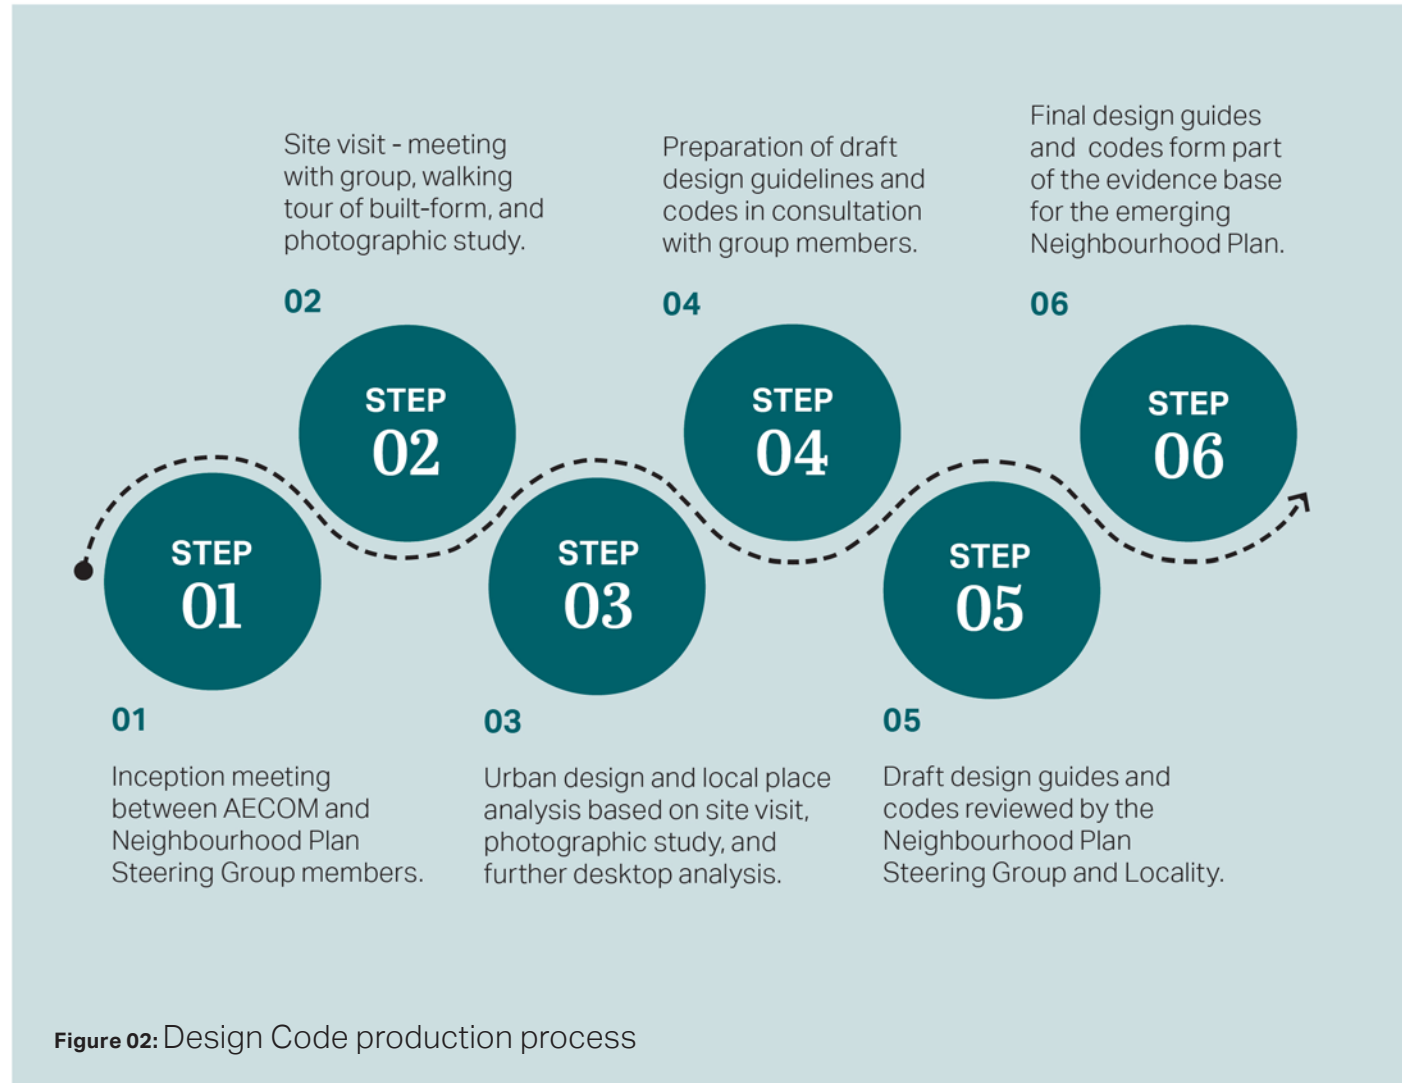 Site visit - meeting
with group, walking
tour of built-form, and
photographic study.
02
Preparation of draft
design guidelines and
codes in consultation
with group members.
04
Final design guides
and codes form part
of the evidence base
for the emerging
Neighbourhood Plan.
06
STEP
02
STEP
04
STEP
06
STEP
01
STEP
03
STEP
05
01
Inception meeting
between AECOM and
Neighbourhood Plan
Steering Group members.
03
Urban design and local place
analysis based on site visit,
photographic study, and
further desktop analysis.
05
Draft design guides and
codes reviewed by the
Neighbourhood Plan
Steering Group and Locality.
Figure 02: Design Code production process